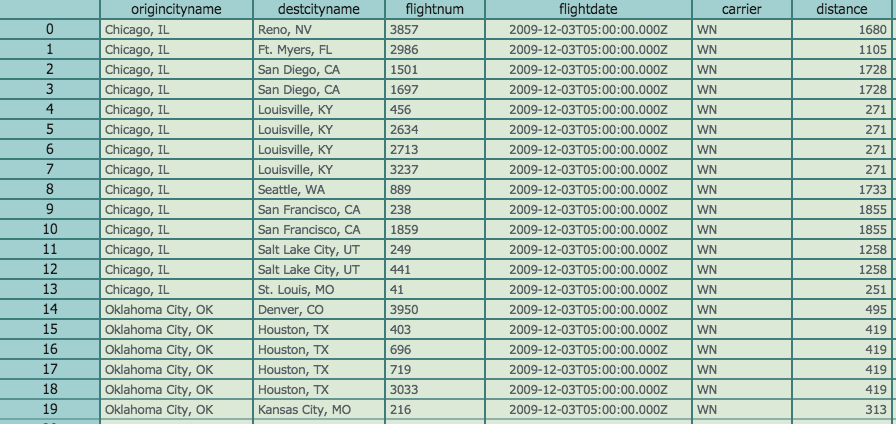 origincityname destcityname flightnum flightdate carrier distance
0 Chicago, IL Reno, NV 3857 2009-12-03T05:00:00.000Z WN 1680
1 Chicago, IL Ft. Myers, FL 2986 2009-12-03T05:00:00.000Z WN 1105
2 Chicago, IL San Diego, CA 1501 2009-12-03T05:00:00.000Z WN 1728
3 Chicago, IL San Diego, CA 1697 2009-12-03T05:00:00.000Z WN 1728
4 Chicago, IL Louisville, KY 456 2009-12-03T05:00:00.000Z WN 271
5 Chicago, IL Louisville, KY 2634 2009-12-03T05:00:00.000Z WN 271
6 Chicago, IL Louisville, KY 2713 2009-12-03T05:00:00.000Z WN 271
7 Chicago, IL Louisville, KY 3237 2009-12-03T05:00:00.000Z WN 271
8 Chicago, IL Seattle, WA 889 2009-12-03T05:00:00.000Z WN 1733
9 Chicago, IL San Francisco, CA 238 2009-12-03T05:00:00.000Z WN 1855
10 Chicago, IL San Francisco, CA 1859 2009-12-03T05:00:00.000Z WN 1855
11 Chicago, IL Salt Lake City, UT 249 2009-12-03T05:00:00.000Z WN 1258
12 Chicago, IL Salt Lake City, UT 441 2009-12-03T05:00:00.000Z WN 1258
13 Chicago, IL St. Louis, MO 41 2009-12-03T05:00:00.000Z WN 251
14 Oklahoma City, OK Denver, CO 3950 2009-12-03T05:00:00.000Z WN 495
15 Oklahoma City, OK Houston, TX 403 2009-12-03T05:00:00.000Z WN 419
16 Oklahoma City, OK Houston, TX 696 2009-12-03T05:00:00.000Z WN 419
17 Oklahoma City, OK Houston, TX 719 2009-12-03T05:00:00.000Z WN 419
18 Oklahoma City, OK Houston, TX 3033 2009-12-03T05:00:00.000Z WN 419
19 Oklahoma City, OK Kansas City, MO 216 2009-12-03T05:00:00.000Z WN 313